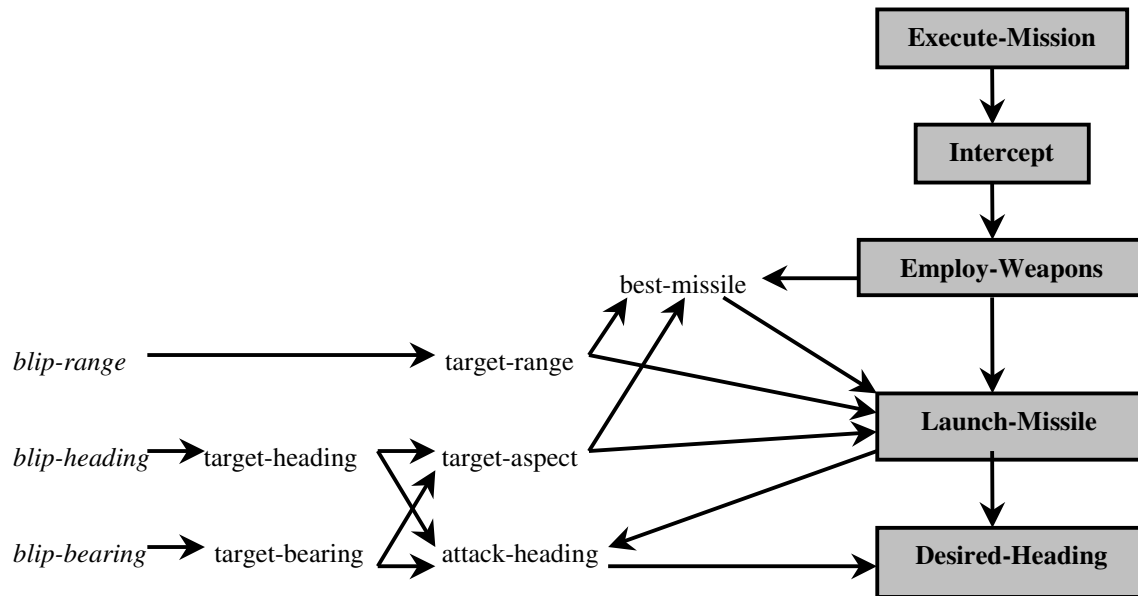 Execute-Mission
Intercept
Employ-Weapons
best-missile
blip-range
target-range
Launch-Missile
blip-heading
target-heading
target-aspect
blip-bearing
target-bearing
attack-heading
Desired-Heading